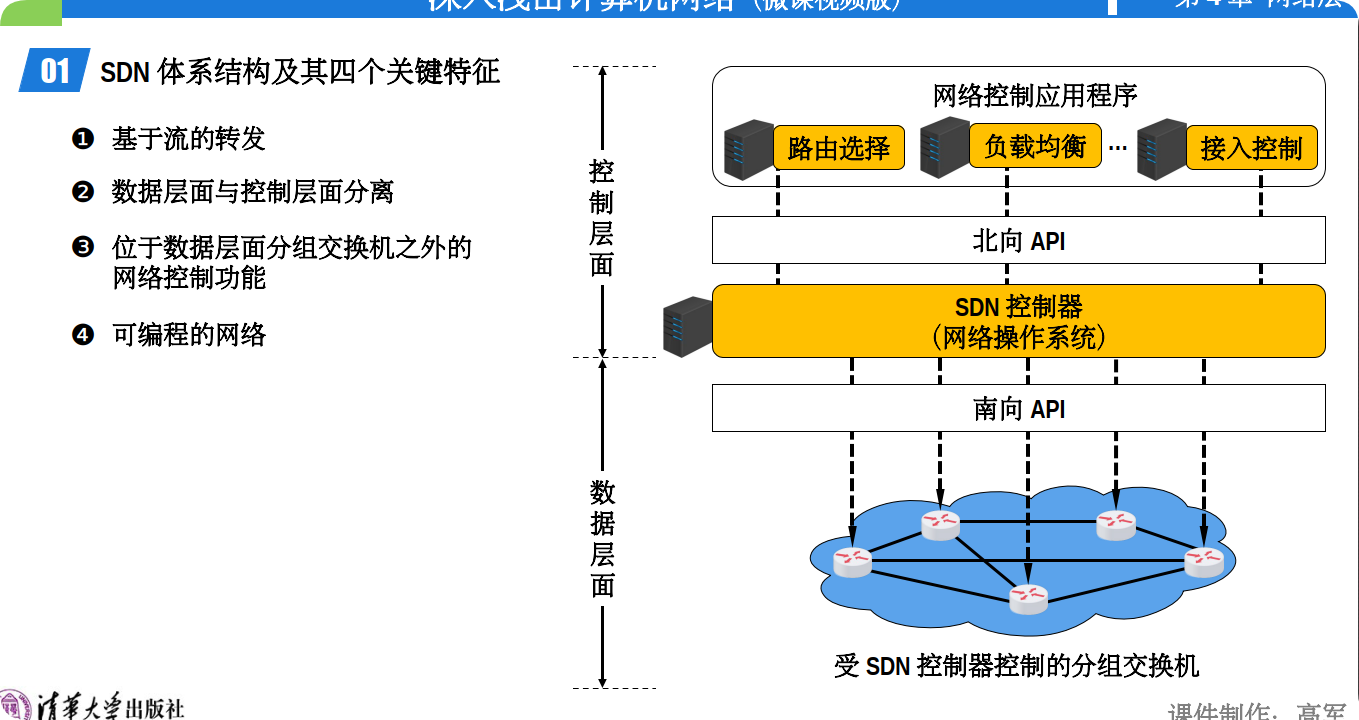 深入浅出计算机网络（微课视频版）
第 4 章 网络层
01 SDN 体系结构及其四个关键特征
❶ 基于流的转发
❷ 数据层面与控制层面分离
❸ 位于数据层面分组交换机之外的
网络控制功能
❹ 可编程的网络
控制层面
数据层面
网络控制应用程序
路由选择
负载均衡
...
接入控制
北向 API
SDN 控制器
（网络操作系统）
南向 API
受 SDN 控制器控制的分组交换机
清华大学出版社
课件制作：高军